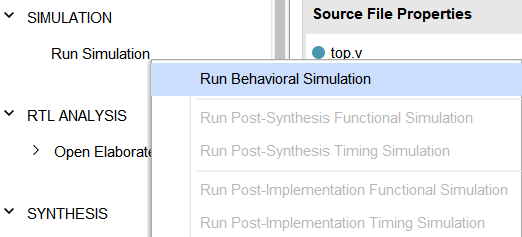 SIMULATION
Source File Properties
Run Simulation
top.v
Run Behavioral Simulation
RTL ANALYSIS
Run Post-Synthesis Functional Simulation
Open Elaborate
Run Post-Synthesis Timing Simulation
Run Post-Implementation Functional Simulation
SYNTHESIS
Run Post-Implementation Timing Simulation